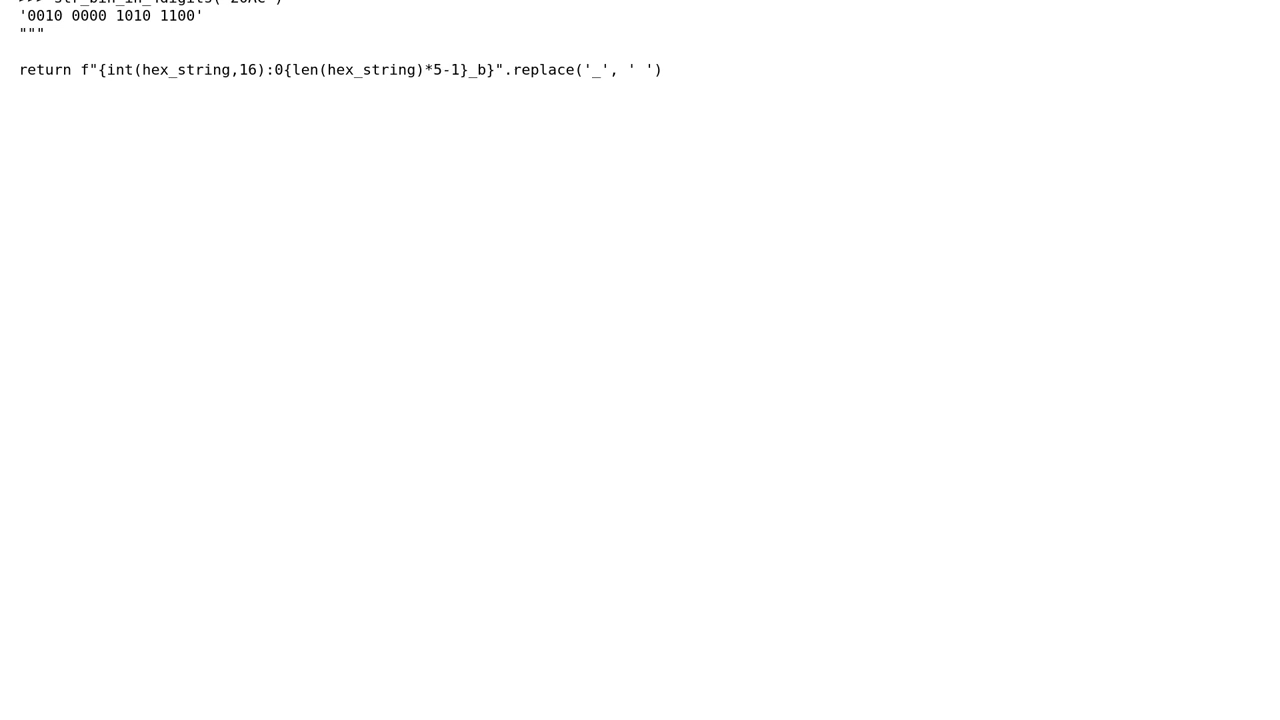 '0010 0000 1010 1100'
"""
return f"{int(hex_string,16):0{len(hex_string)*5-1}_b}".replace('_', ' ')